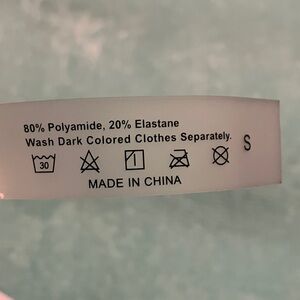 80% Polyamide, 20% Elastane
Wash Dark Colored Clothes Separately.
S
30
MADE IN CHINA